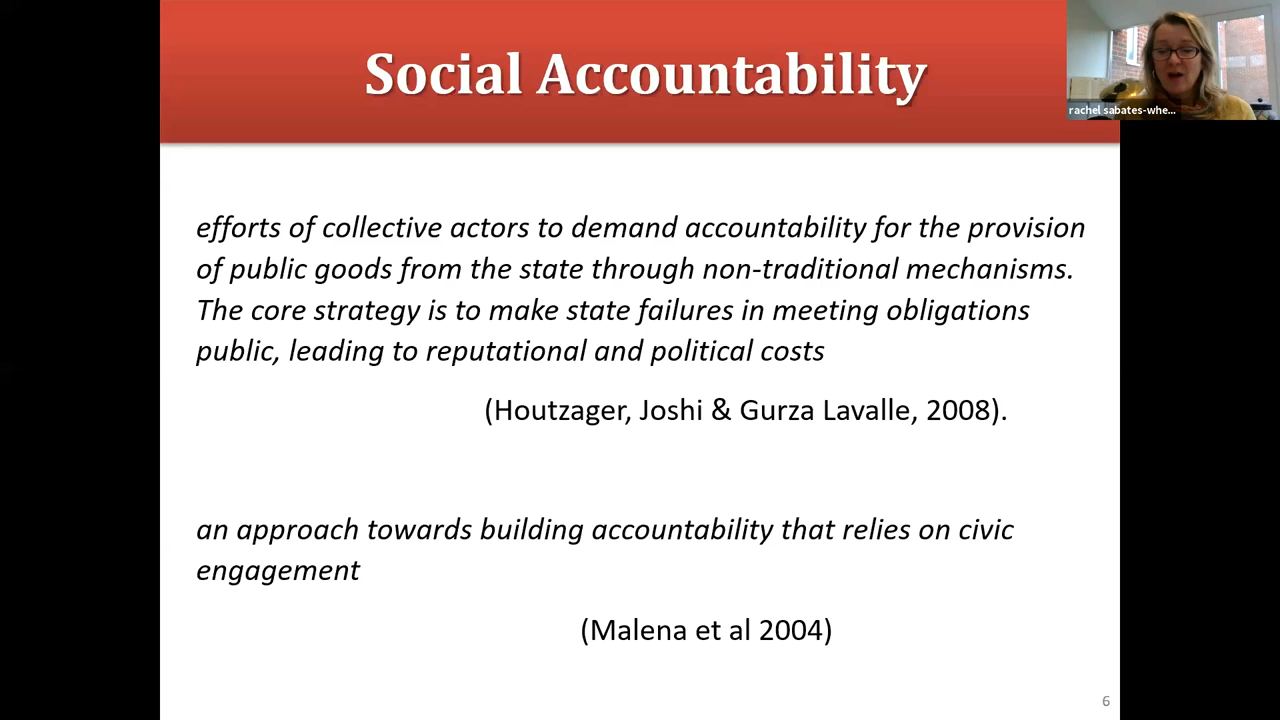 Social Accountability
rachel sabates-whe...
efforts of collective actors to demand accountability for the provision
of public goods from the state through non-traditional mechanisms.
The core strategy is to make state failures in meeting obligations
public, leading to reputational and political costs
(Houtzager, Joshi & Gurza Lavalle, 2008).
an approach towards building accountability that relies on civic
engagement
(Malena et al 2004)
6